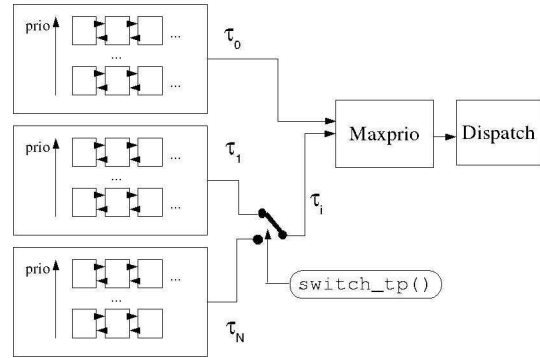 prio
...
...
...
τ0
prio
...
...
...
τ1
prio
...
...
...
τN
τi
Maxprio
Dispatch
switch_tp()